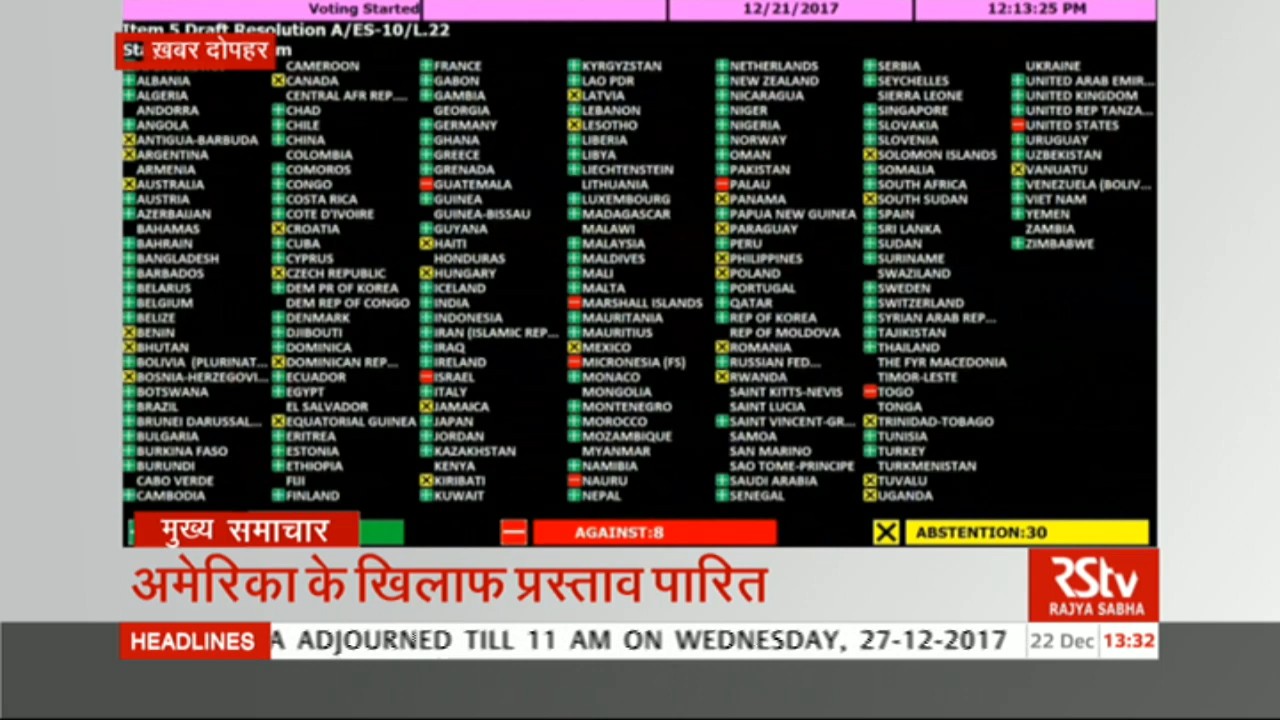 Voting Started 12/21/2017 12:13:25 PM
Item 5 Draft Resolution A/ES-10/L.22
ख़बर दोपहर
CAMEROON FRANCE KYRGYZSTAN NETHERLANDS SERBIA UKRAINE
ALBANIA CANADA GABON LAO PDR NEW ZEALAND SEYCHELLES UNITED ARAB EMIR...
ALGERIA CENTRAL AFR REP.... GAMBIA LATVIA NICARAGUA SIERRA LEONE UNITED KINGDOM
ANDORRA CHAD GEORGIA LEBANON NIGER SINGAPORE UNITED REP TANZA...
ANGOLA CHILE GERMANY LESOTHO NIGERIA SLOVAKIA UNITED STATES
ANTIGUA-BARBUDA CHINA GHANA LIBERIA NORWAY SLOVENIA URUGUAY
ARGENTINA COLOMBIA GREECE LIBYA OMAN SOLOMON ISLANDS UZBEKISTAN
ARMENIA COMOROS GRENADA LIECHTENSTEIN PAKISTAN SOMALIA VANUATU
AUSTRALIA CONGO GUATEMALA LITHUANIA PALAU SOUTH AFRICA VENEZUELA (BOLIV...
AUSTRIA COSTA RICA GUINEA LUXEMBOURG PANAMA SOUTH SUDAN VIET NAM
AZERBAIJAN COTE D'IVOIRE GUINEA-BISSAU MADAGASCAR PAPUA NEW GUINEA SPAIN YEMEN
BAHAMAS CROATIA GUYANA MALAWI PARAGUAY SRI LANKA ZAMBIA
BAHRAIN CUBA HAITI MALAYSIA PERU SUDAN ZIMBABWE
BANGLADESH CYPRUS HONDURAS MALDIVES PHILIPPINES SURINAME
BARBADOS CZECH REPUBLIC HUNGARY MALI POLAND SWAZILAND
BELARUS DEM PR OF KOREA ICELAND MALTA PORTUGAL SWEDEN
BELGIUM DEM REP OF CONGO INDIA MARSHALL ISLANDS QATAR SWITZERLAND
BELIZE DENMARK INDONESIA MAURITANIA REP OF KOREA SYRIAN ARAB REP...
BENIN DJIBOUTI IRAN (ISLAMIC REP... MAURITIUS REP OF MOLDOVA TAJIKISTAN
BHUTAN DOMINICA IRAQ MEXICO ROMANIA THAILAND
BOLIVIA (PLURINAT... DOMINICAN REP... IRELAND MICRONESIA (FS) RUSSIAN FED... THE FYR MACEDONIA
BOSNIA-HERZEGOVI... ECUADOR ISRAEL MONACO RWANDA TIMOR-LESTE
BOTSWANA EGYPT ITALY MONGOLIA SAINT KITTS-NEVIS TOGO
BRAZIL EL SALVADOR JAMAICA MONTENEGRO SAINT LUCIA TONGA
BRUNEI DARUSSAL... EQUATORIAL GUINEA JAPAN MOROCCO SAINT VINCENT-GR... TRINIDAD-TOBAGO
BULGARIA ERITREA JORDAN MOZAMBIQUE SAMOA TUNISIA
BURKINA FASO ESTONIA KAZAKHSTAN MYANMAR SAN MARINO TURKEY
BURUNDI ETHIOPIA KENYA NAMIBIA SAO TOME-PRINCIPE TURKMENISTAN
CABO VERDE FIJI KIRIBATI NAURU SAUDI ARABIA TUVALU
CAMBODIA FINLAND KUWAIT NEPAL SENEGAL UGANDA
मुख्य समाचार AGAINST:8 ABSTENTION:30
अमेरिका के खिलाफ प्रस्ताव पारित
RStv
RAJYA SABHA
HEADLINES A ADJOURNED TILL 11 AM ON WEDNESDAY, 27-12-2017 22 Dec 13:32